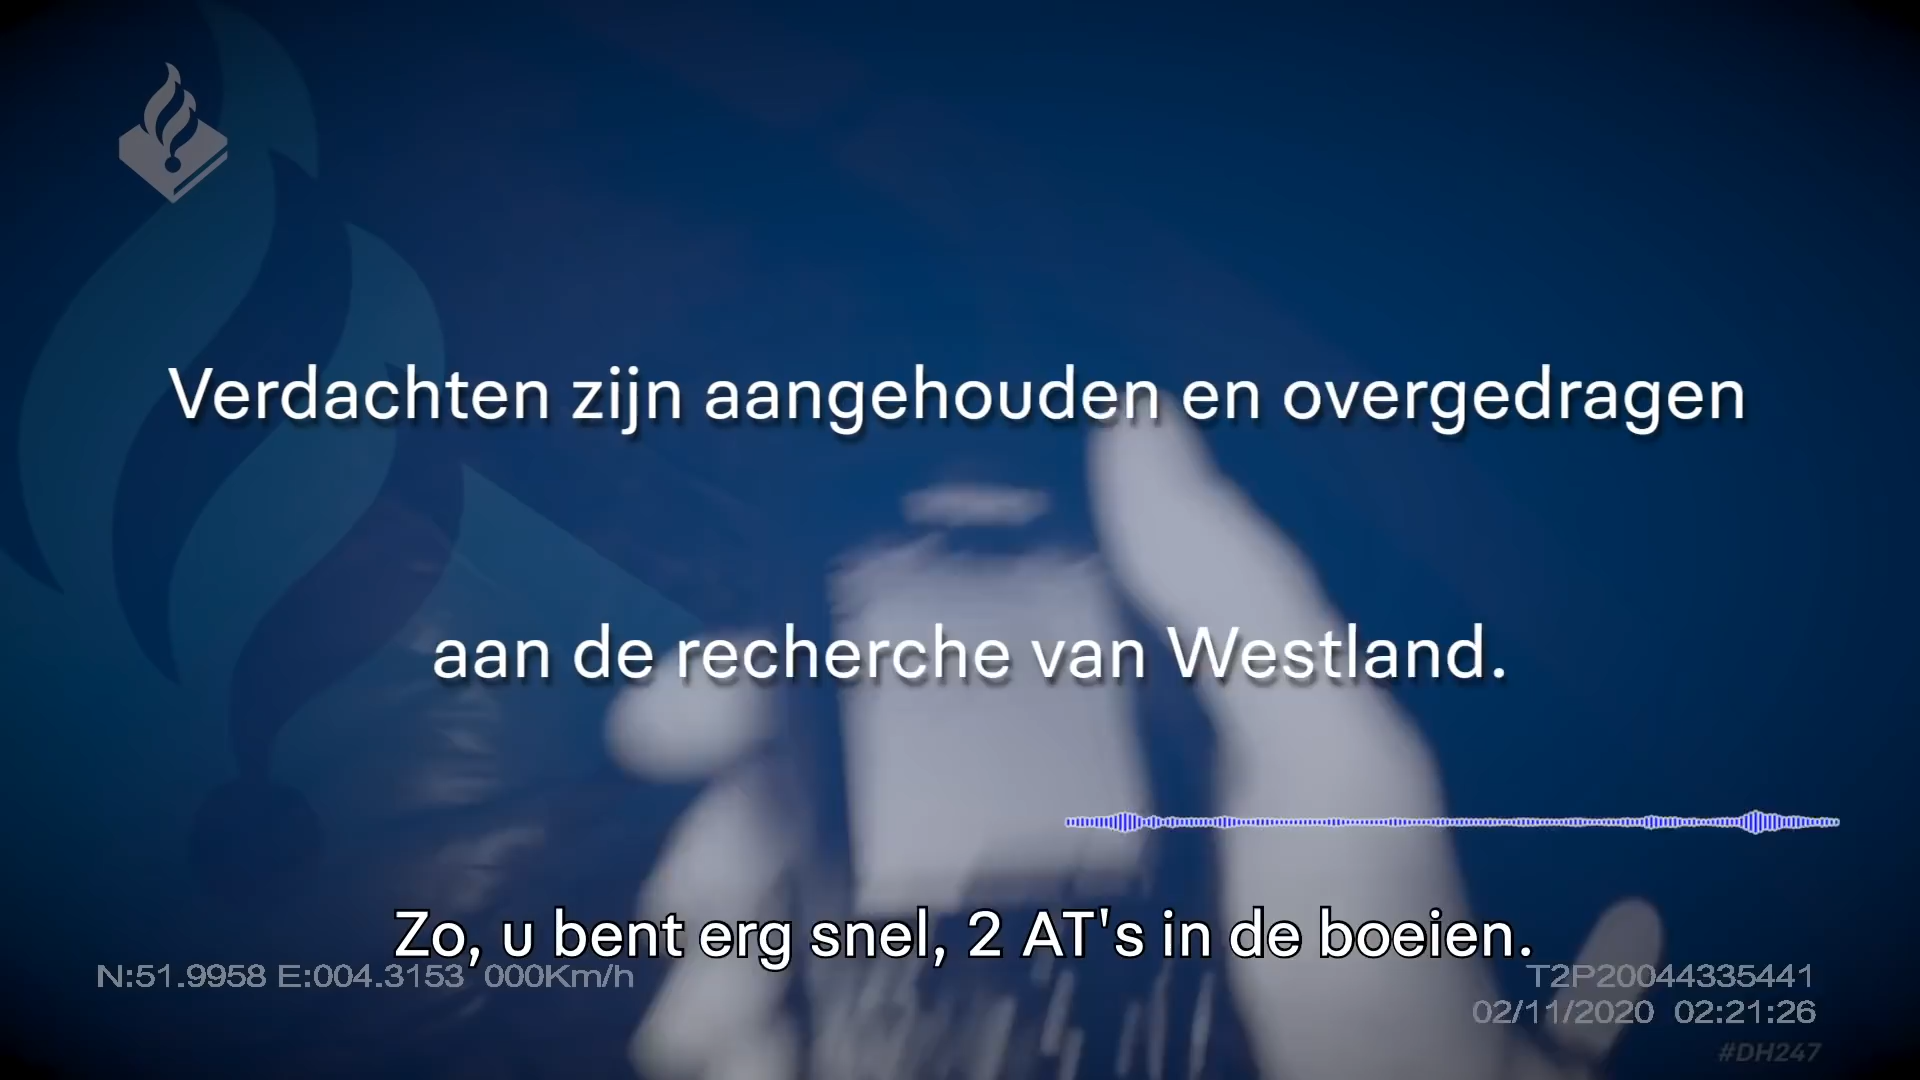 Verdachten zijn aangehouden en overgedragen
aan de recherche van Westland.
Zo, u bent erg snel, 2 AT's in de boeien.
N:51.9958 E:004.3153 000Km/h
T2P20044335441
02/11/2020 02:21:26
#DH247